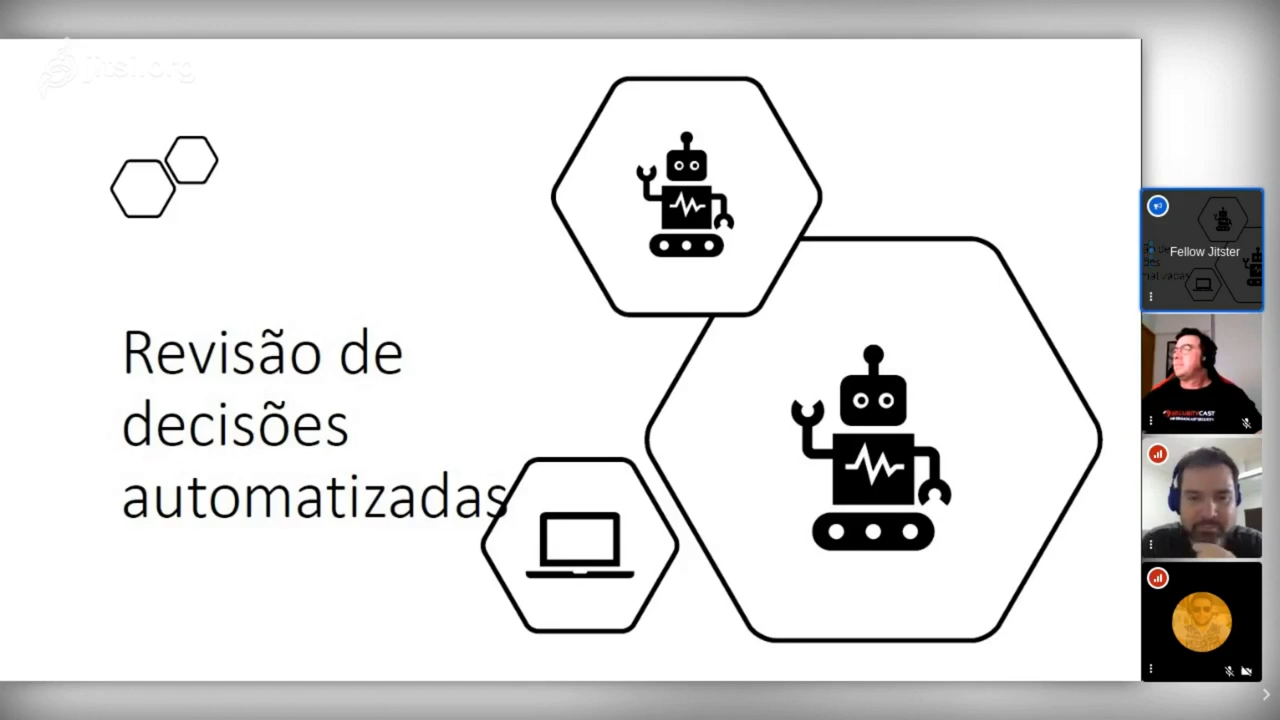 jitsi.org
Revisão de
decisões
automatizadas
Fellow Jitster
SECURITYCAST